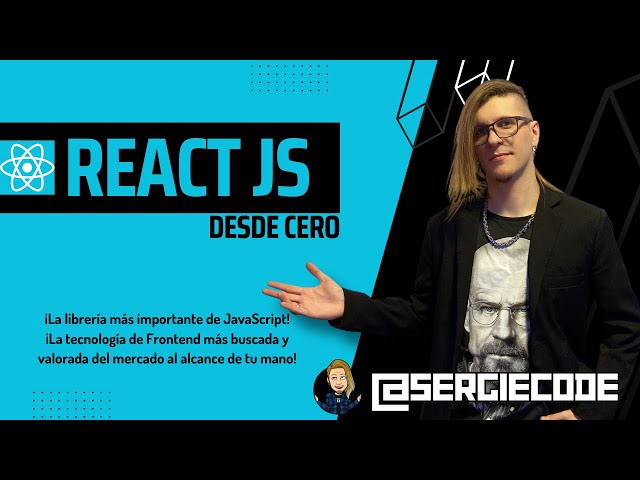 REACT JS
DESDE CERO
¡La librería más importante de JavaScript!
¡La tecnología de Frontend más buscada y
valorada del mercado al alcance de tu mano!
@SERGIECODE